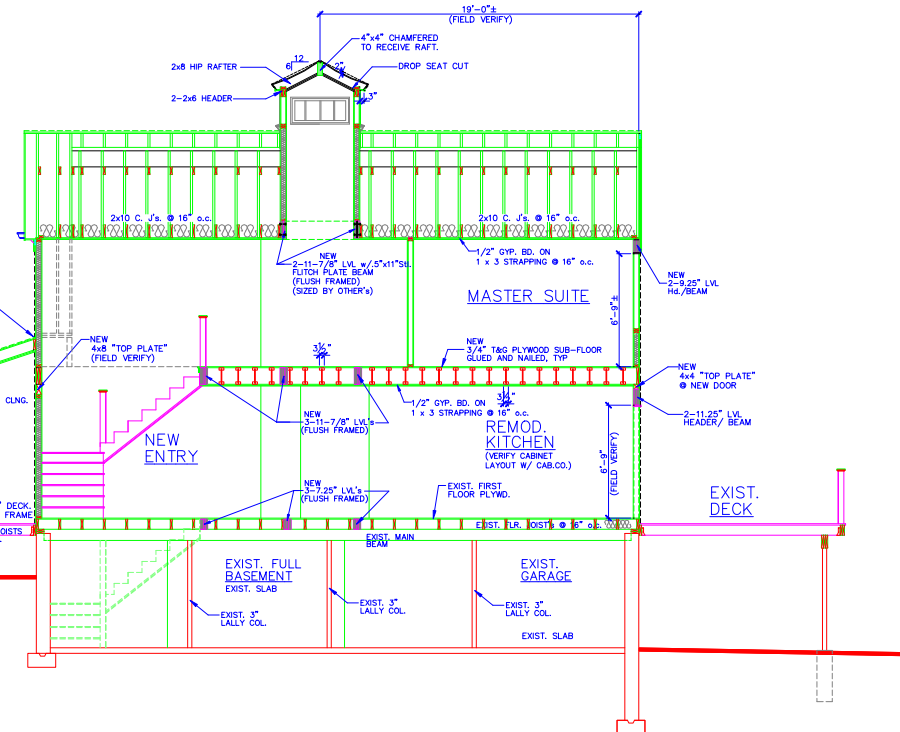 19'-0"±
(FIELD VERIFY)
4"x4" CHAMFERED
TO RECEIVE RAFT.
12
6
2"
2x8 HIP RAFTER
DROP SEAT CUT
2-2x6 HEADER
3"
2x10 C. J's. @ 16" o.c.
2x10 C. J's. @ 16" o.c.
NEW
2-11-7/8" LVL w/.5"x11"Stl.
FLITCH PLATE BEAM
(FLUSH FRAMED)
(SIZED BY OTHER's)
1/2" GYP. BD. ON
1 x 3 STRAPPING @ 16" o.c.
NEW
2-9.25" LVL
Hd./BEAM
MASTER SUITE
6'-9"±
NEW
4x8 "TOP PLATE"
(FIELD VERIFY)
NEW
3/4" T&G PLYWOOD SUB-FLOOR
GLUED AND NAILED, TYP
NEW
4x4 "TOP PLATE"
@ NEW DOOR
CLNG.
1/2" GYP. BD. ON
1 x 3 STRAPPING @ 16" o.c.
NEW
3-11-7/8" LVL's
(FLUSH FRAMED)
2-11.25" LVL
HEADER/ BEAM
NEW
ENTRY
REMOD.
KITCHEN
(VERIFY CABINET
LAYOUT W/ CAB.CO.)
6'-9"
(FIELD VERIFY)
NEW
3-7.25" LVL's
(FLUSH FRAMED)
EXIST. FIRST
FLOOR PLYWD.
EXIST.
DECK
DECK.
FRAME
EXIST. FLR. JOIST's @ 16" o.c.
EXIST. MAIN
BEAM
EXIST. FULL
BASEMENT
EXIST. SLAB
EXIST.
GARAGE
EXIST. 3"
LALLY COL.
EXIST. 3"
LALLY COL.
EXIST. 3"
LALLY COL.
EXIST. SLAB